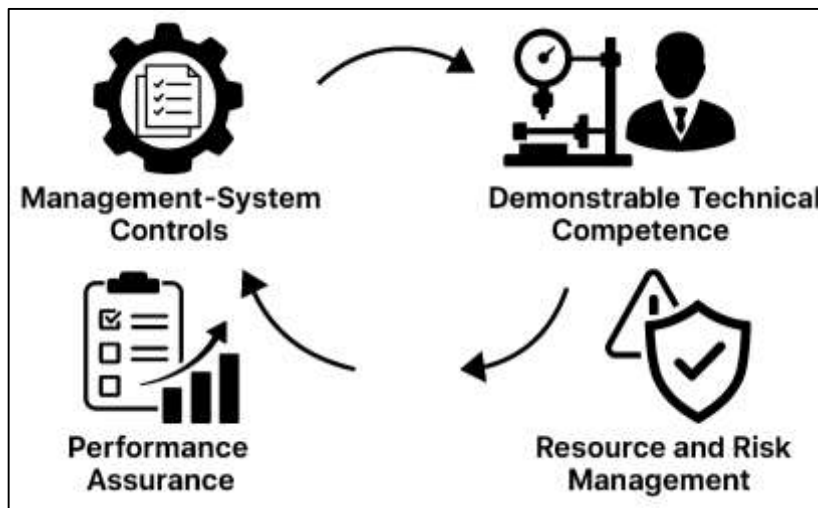 Management-System
Controls
Demonstrable Technical
Competence
Performance
Assurance
Resource and Risk
Management